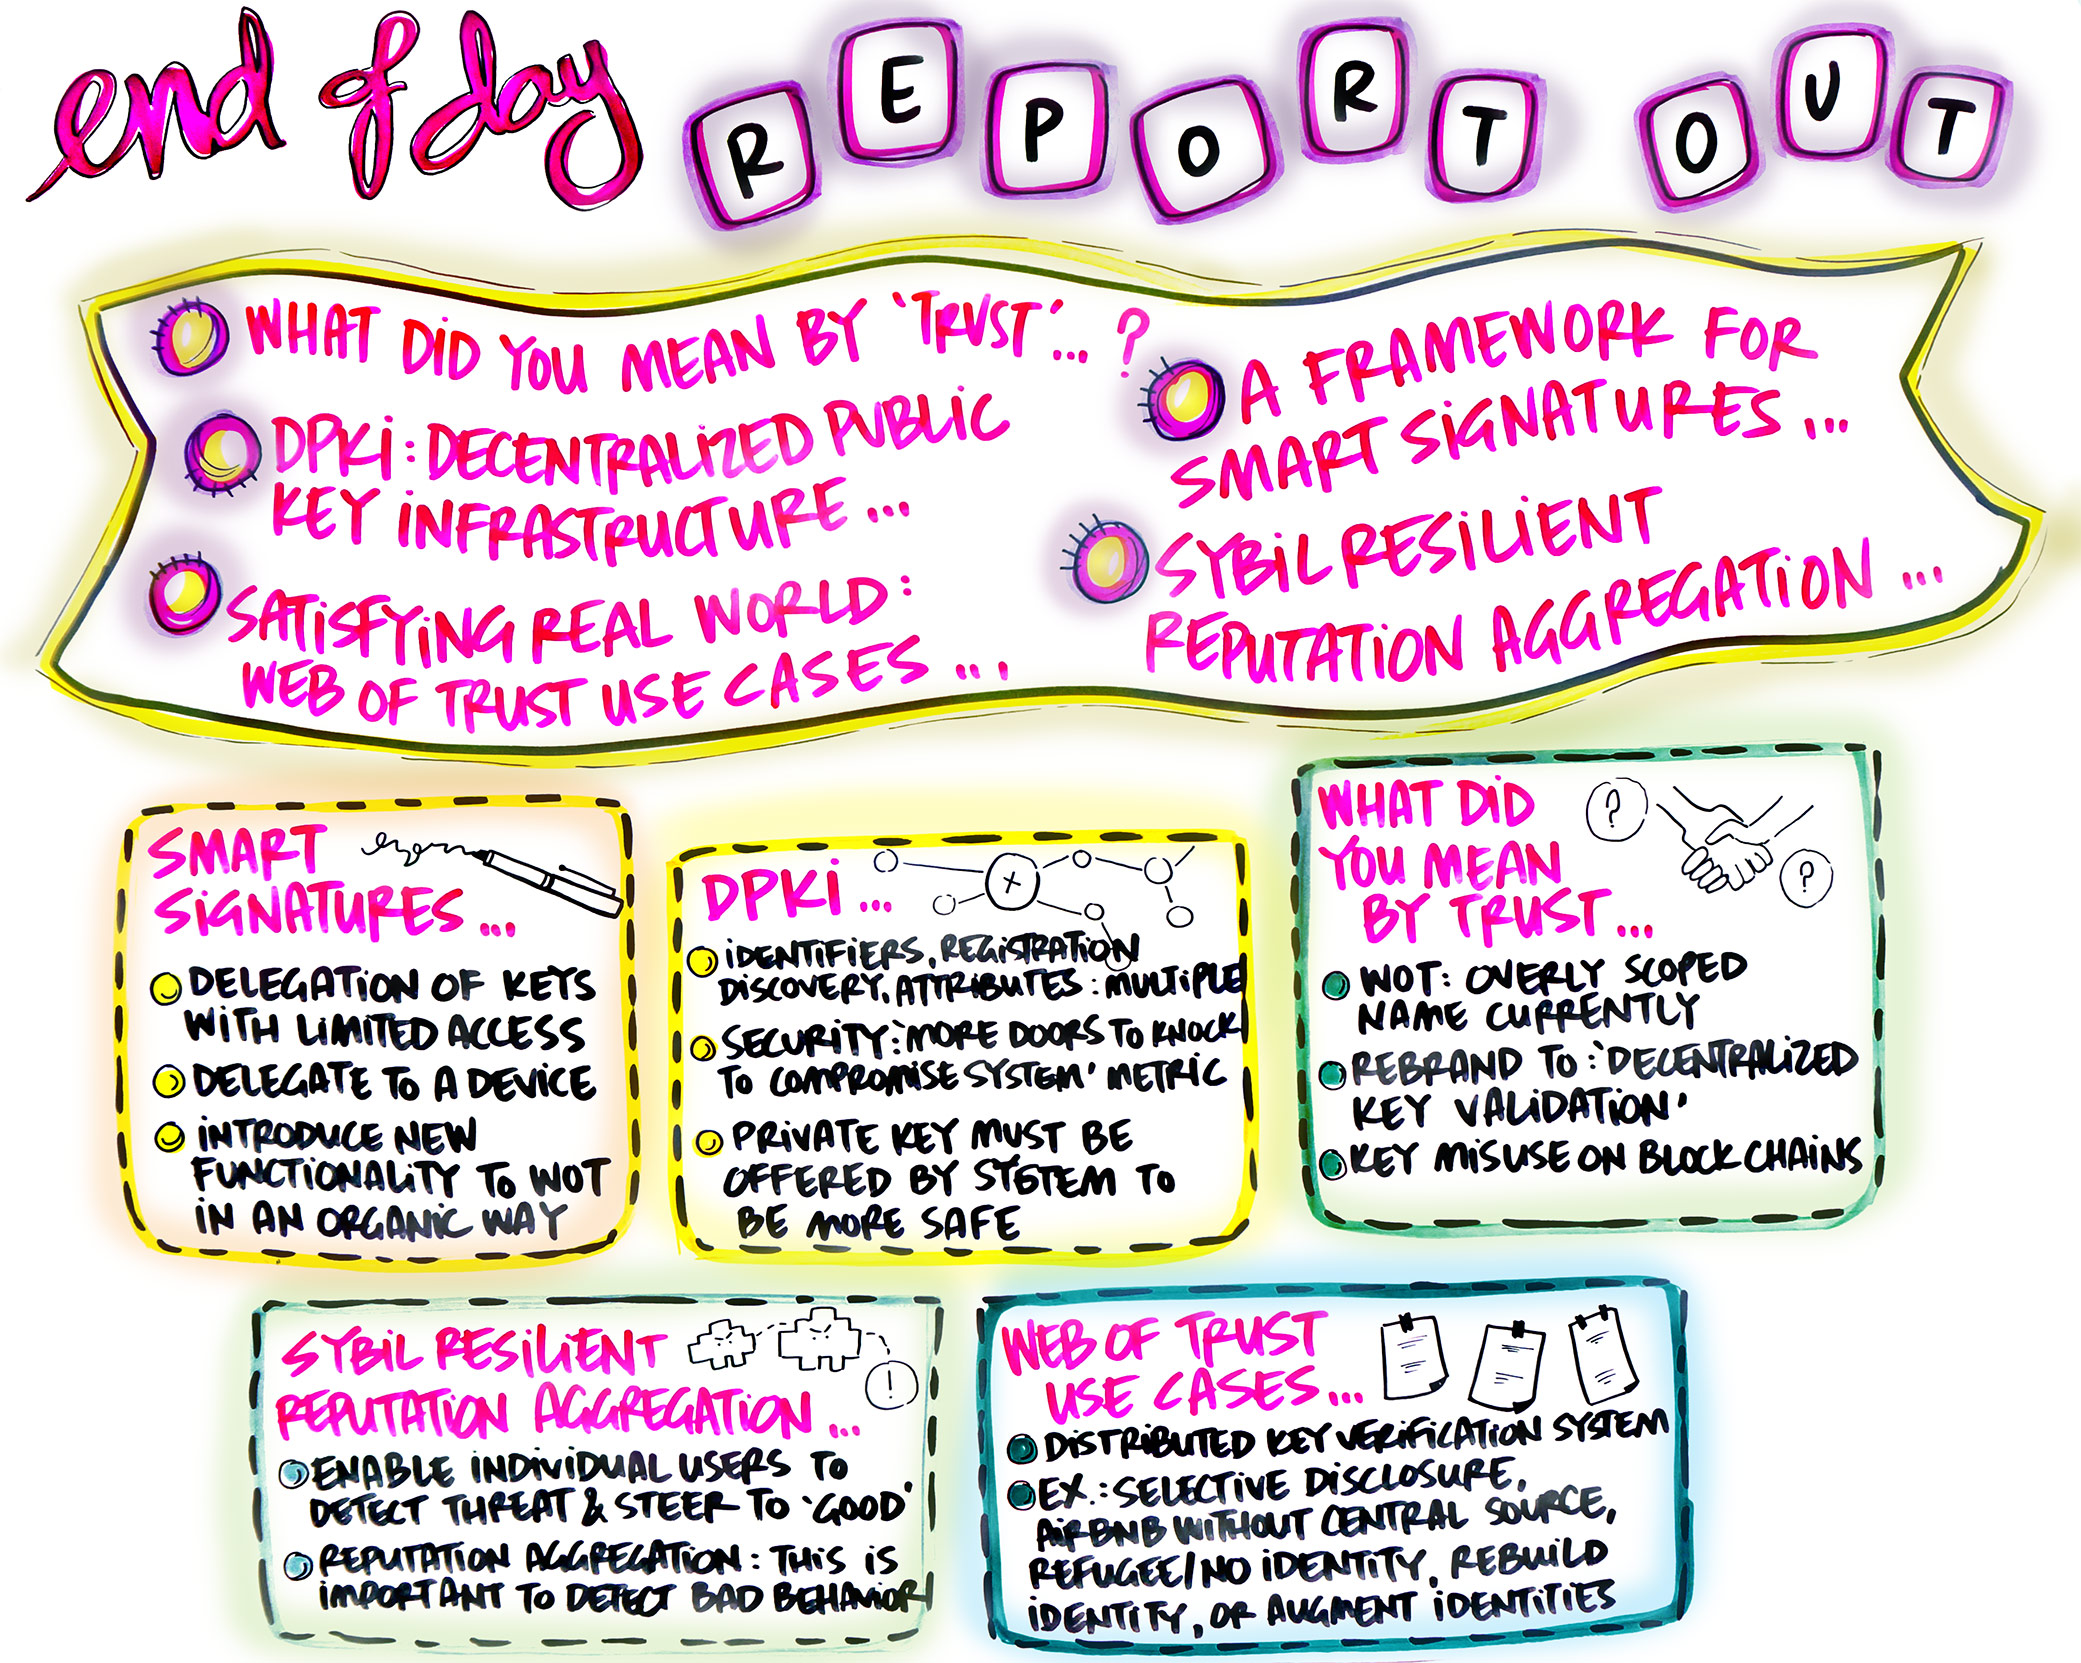 end of day REPORT OUT
WHAT DID YOU MEAN BY 'TRUST'... ?
DPKI: DECENTRALIZED PUBLIC
KEY INFRASTRUCTURE ...
SATISFYING REAL WORLD:
WEB OF TRUST USE CASES ...
A FRAMEWORK FOR
SMART SIGNATURES ...
SYBIL RESILIENT
REPUTATION AGGREGATION ...
SMART
SIGNATURES ...
DELEGATION OF KEYS
WITH LIMITED ACCESS
DELEGATE TO A DEVICE
INTRODUCE NEW
FUNCTIONALITY TO WOT
IN AN ORGANIC WAY
DPKI ...
IDENTIFIERS, REGISTRATION
DISCOVERY, ATTRIBUTES: MULTIPLE
SECURITY: 'MORE DOORS TO KNOCK
TO COMPROMISE SYSTEM' METRIC
PRIVATE KEY MUST BE
OFFERED BY SYSTEM TO
BE MORE SAFE
WHAT DID
YOU MEAN
BY TRUST ...
?
?
WOT: OVERLY SCOPED
NAME CURRENTLY
REBRAND TO: 'DECENTRALIZED
KEY VALIDATION'
KEY MISUSE ON BLOCK CHAINS
SYBIL RESILIENT
REPUTATION AGGREGATION ...
!
ENABLE INDIVIDUAL USERS TO
DETECT THREAT & STEER TO 'GOOD'
REPUTATION AGGREGATION: THIS IS
IMPORTANT TO DETECT BAD BEHAVIOR
WEB OF TRUST
USE CASES ...
DISTRIBUTED KEY VERIFICATION SYSTEM
EX.: SELECTIVE DISCLOSURE,
AIRBNB WITHOUT CENTRAL SOURCE,
REFUGEE/NO IDENTITY, REBUILD
IDENTITY, OR AUGMENT IDENTITIES